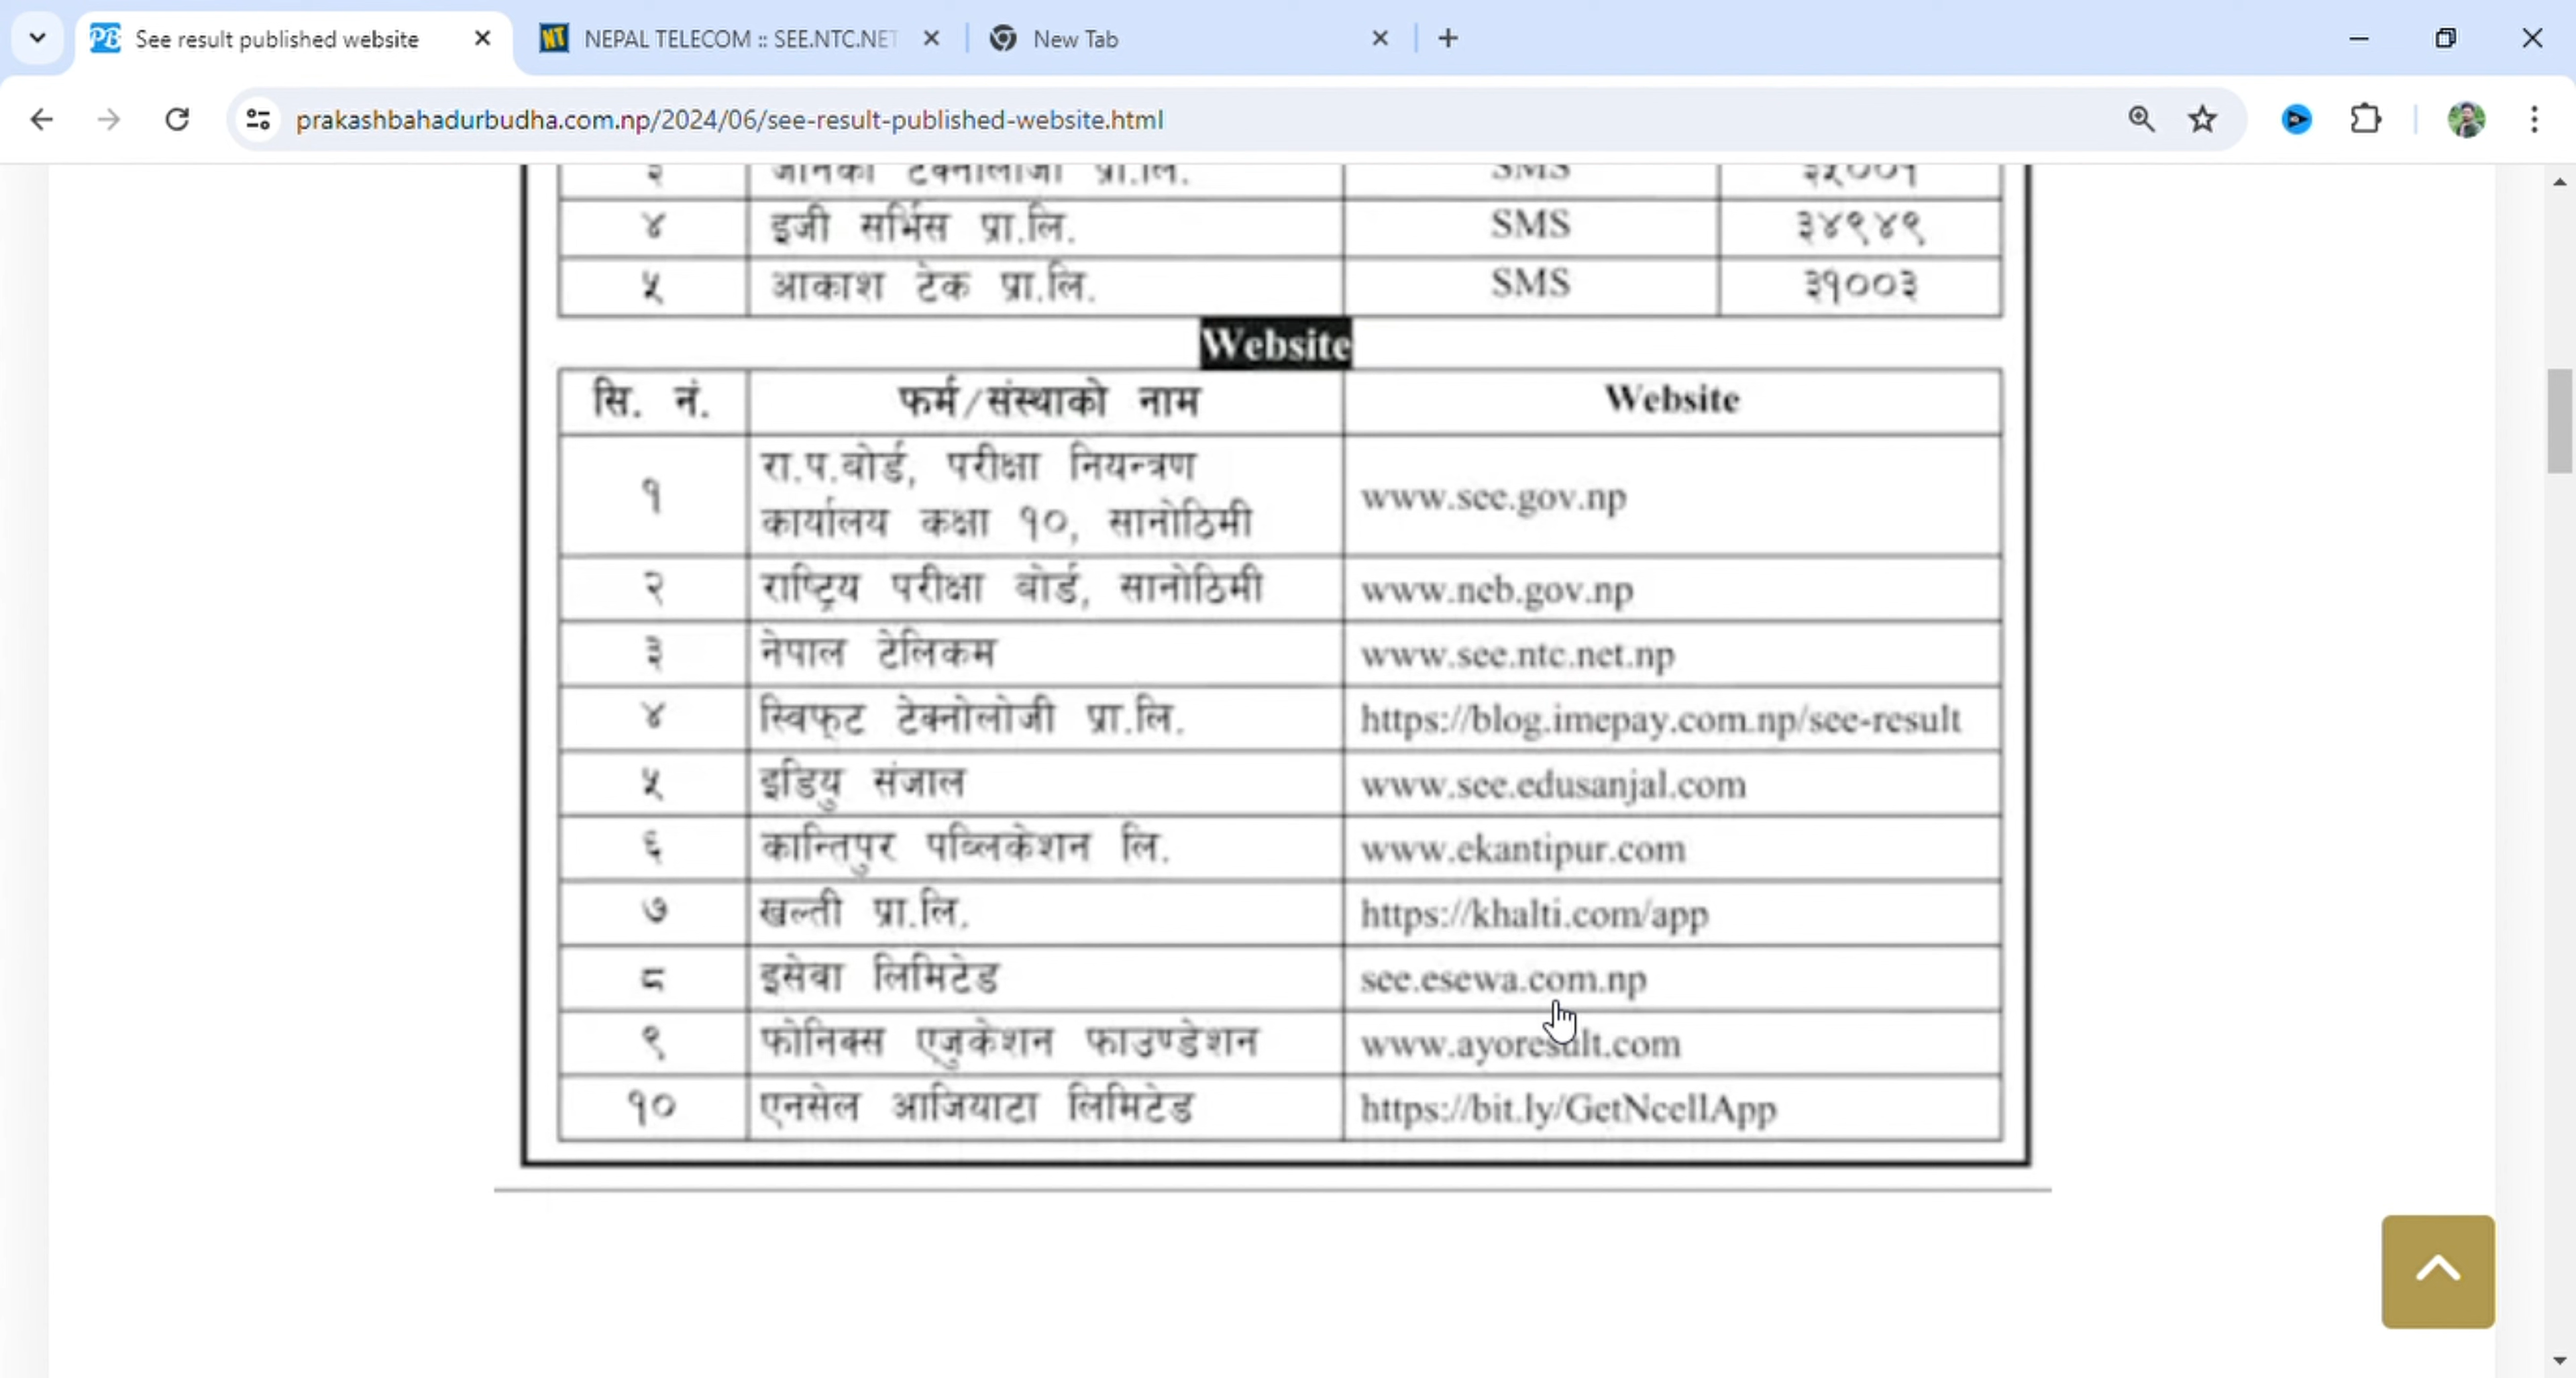 See result published website
NEPAL TELECOM :: SEE.NTC.NET
New Tab
prakashbahadurbudha.com.np/2024/06/see-result-published-website.html
३ जानकी टेक्नोलोजी प्रा.लि. SMS ३५००१
४ इजी सर्भिस प्रा.लि. SMS ३४९४९
५ आकाश टेक प्रा.लि. SMS ३१००३
Website
सि. नं. फर्म/संस्थाको नाम Website
१ रा.प.बोर्ड, परीक्षा नियन्त्रण
कार्यालय कक्षा १०, सानोठिमी www.see.gov.np
२ राष्ट्रिय परीक्षा बोर्ड, सानोठिमी www.neb.gov.np
३ नेपाल टेलिकम www.see.ntc.net.np
४ स्विफ्ट टेक्नोलोजी प्रा.लि. https://blog.imepay.com.np/see-result
५ इडियु संजाल www.see.edusanjal.com
६ कान्तिपुर पब्लिकेशन लि. www.ekantipur.com
७ खल्ती प्रा.लि. https://khalti.com/app
८ इसेवा लिमिटेड see.esewa.com.np
९ फोनिक्स एजुकेशन फाउण्डेशन www.ayoresult.com
१० एनसेल आजियाटा लिमिटेड https://bit.ly/GetNcellApp